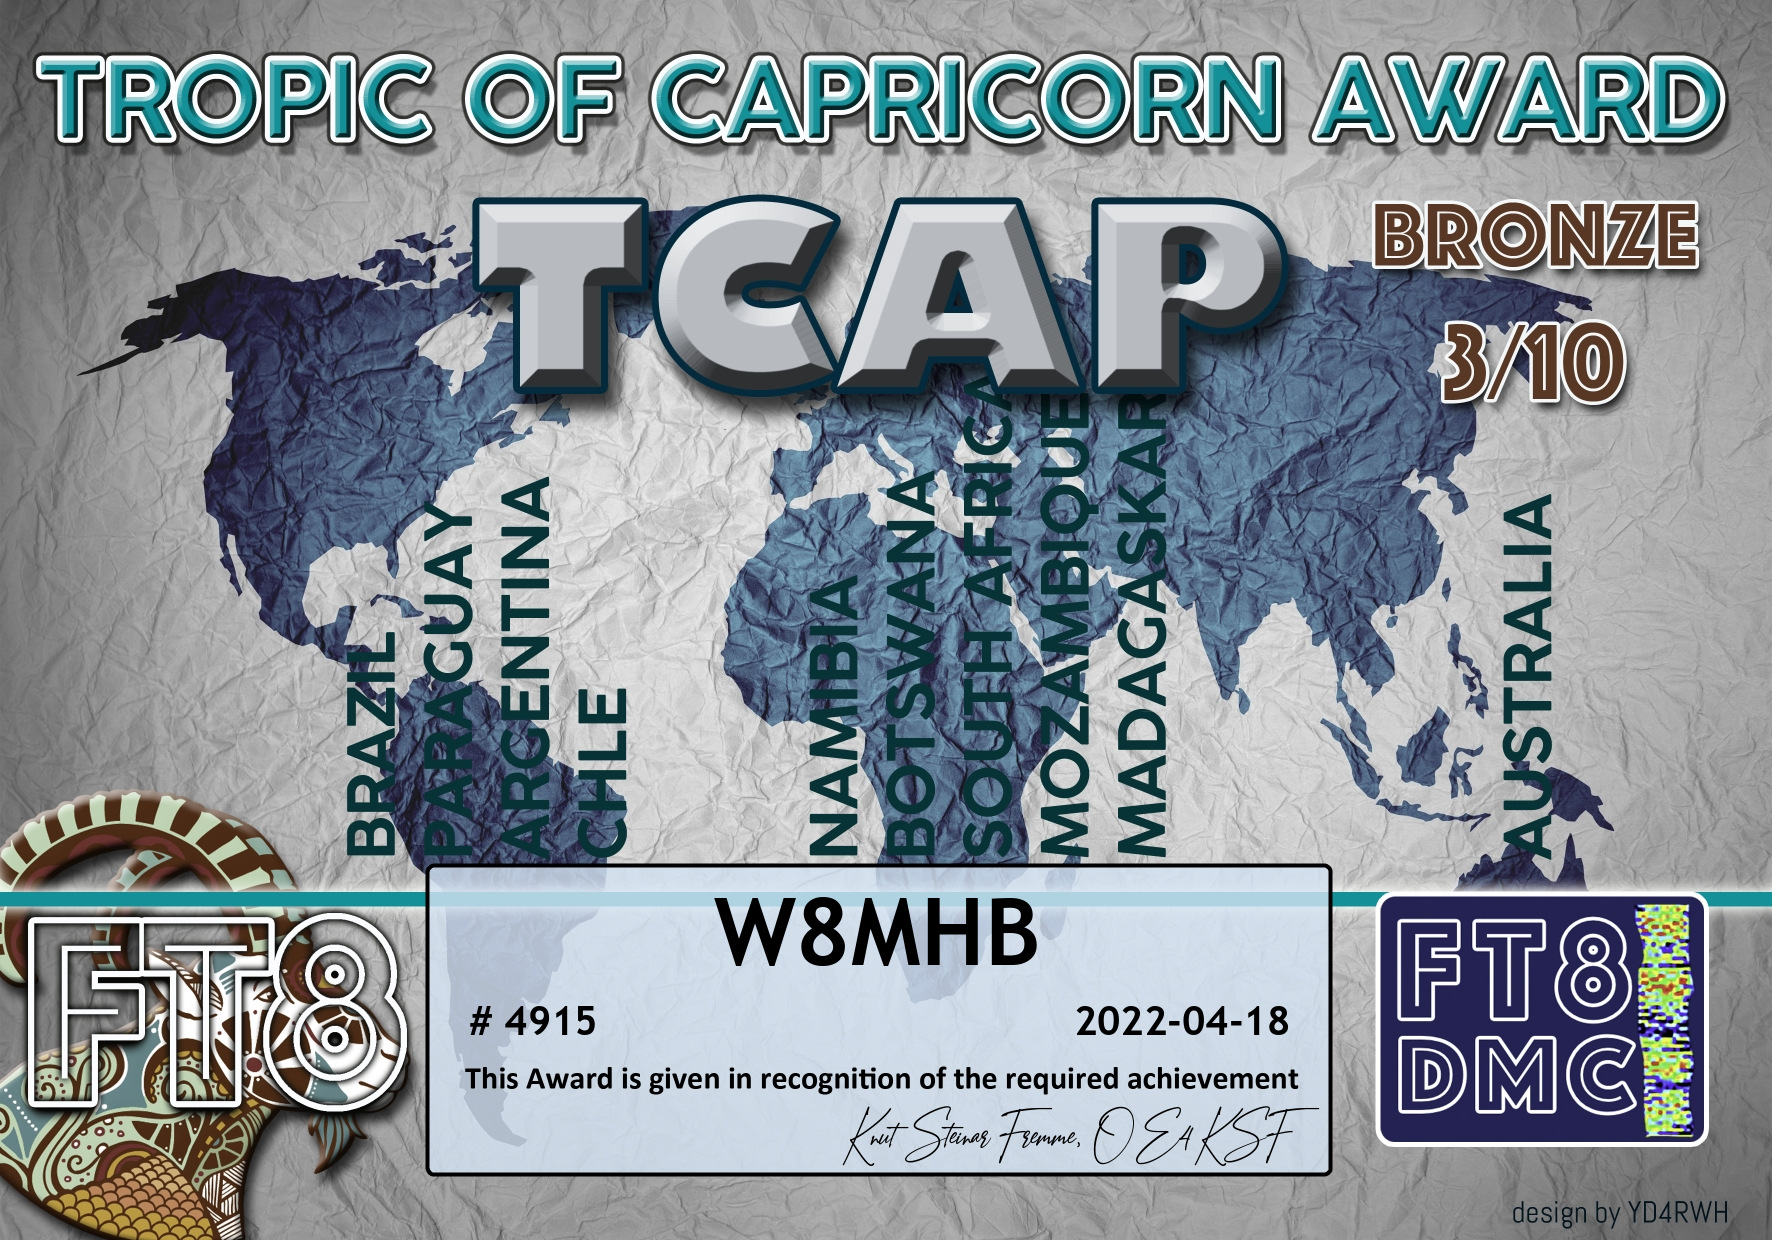 TROPIC OF CAPRICORN AWARD
TCAP
BRONZE
3/10
BRAZIL
PARAGUAY
ARGENTINA
CHLE
NAMIBIA
BOTSWANA
SOUTH AFRICA
MOZAMBIQUE
MADAGASKAR
AUSTRALIA
FT8
W8MHB
# 4915
2022-04-18
This Award is given in recognition of the required achievement
Knut Steinar Fremme, OE4KSF
FT8
DMC
design by YD4RWH